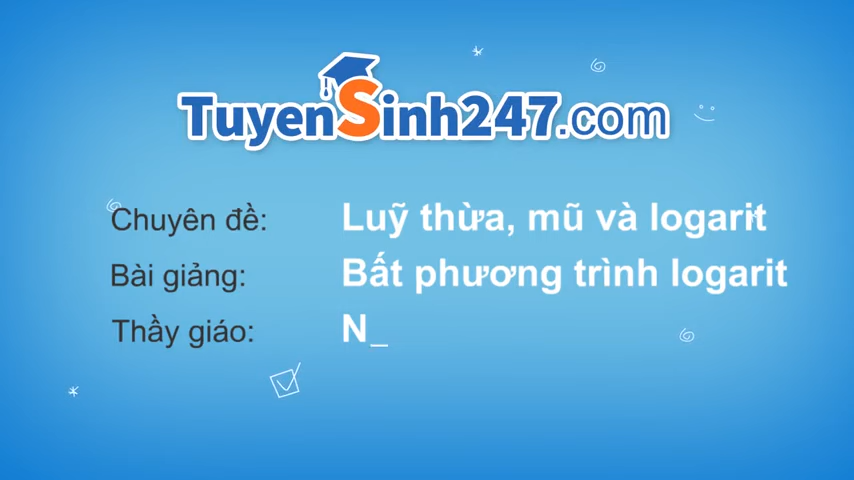 TuyenSinh247.com
Chuyên đề: Luỹ thừa, mũ và logarit
Bài giảng: Bất phương trình logarit
Thầy giáo: N_